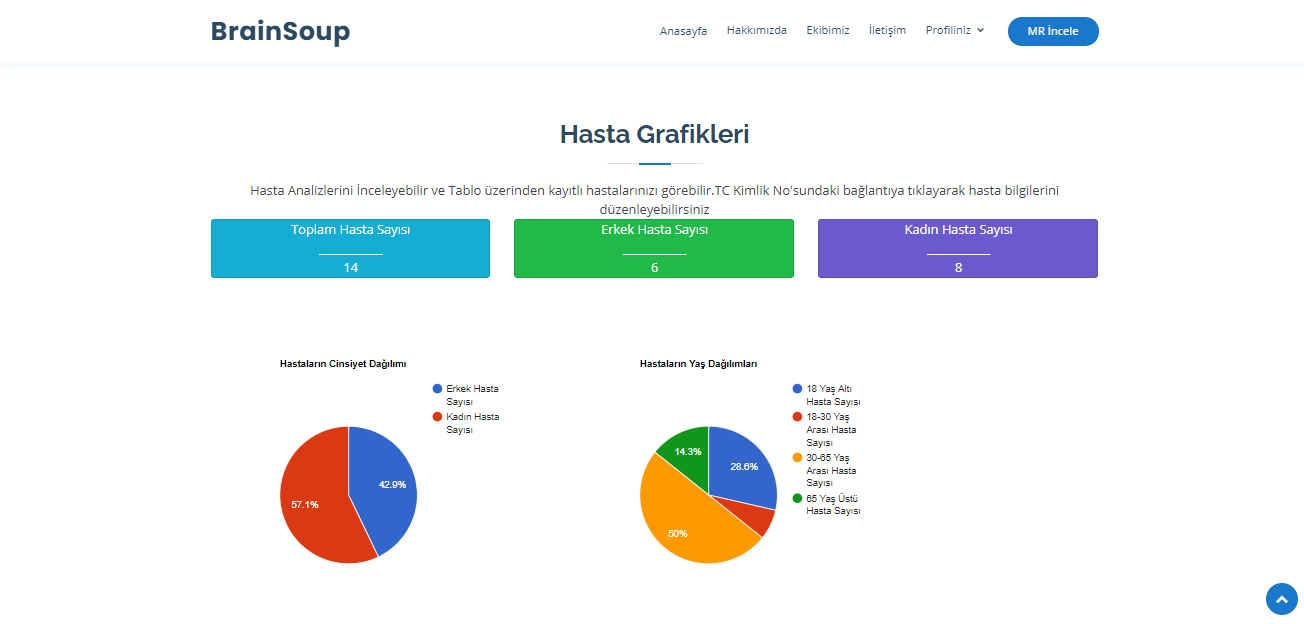 BrainSoup
Anasayfa Hakkımızda Ekibimiz İletişim Profiliniz MR İncele
Hasta Grafikleri
Hasta Analizlerini İnceleyebilir ve Tablo üzerinden kayıtlı hastalarınızı görebilir.TC Kimlik No'sundaki bağlantıya tıklayarak hasta bilgilerini
düzenleyebilirsiniz
Toplam Hasta Sayısı
14
Erkek Hasta Sayısı
6
Kadın Hasta Sayısı
8
Hastaların Cinsiyet Dağılımı
Erkek Hasta
Sayısı
Kadın Hasta
Sayısı
42.9%
57.1%
Hastaların Yaş Dağılımları
18 Yaş Altı
Hasta Sayısı
18-30 Yaş
Arası Hasta
Sayısı
30-65 Yaş
Arası Hasta
Sayısı
65 Yaş Üstü
Hasta Sayısı
14.3%
28.6%
50%